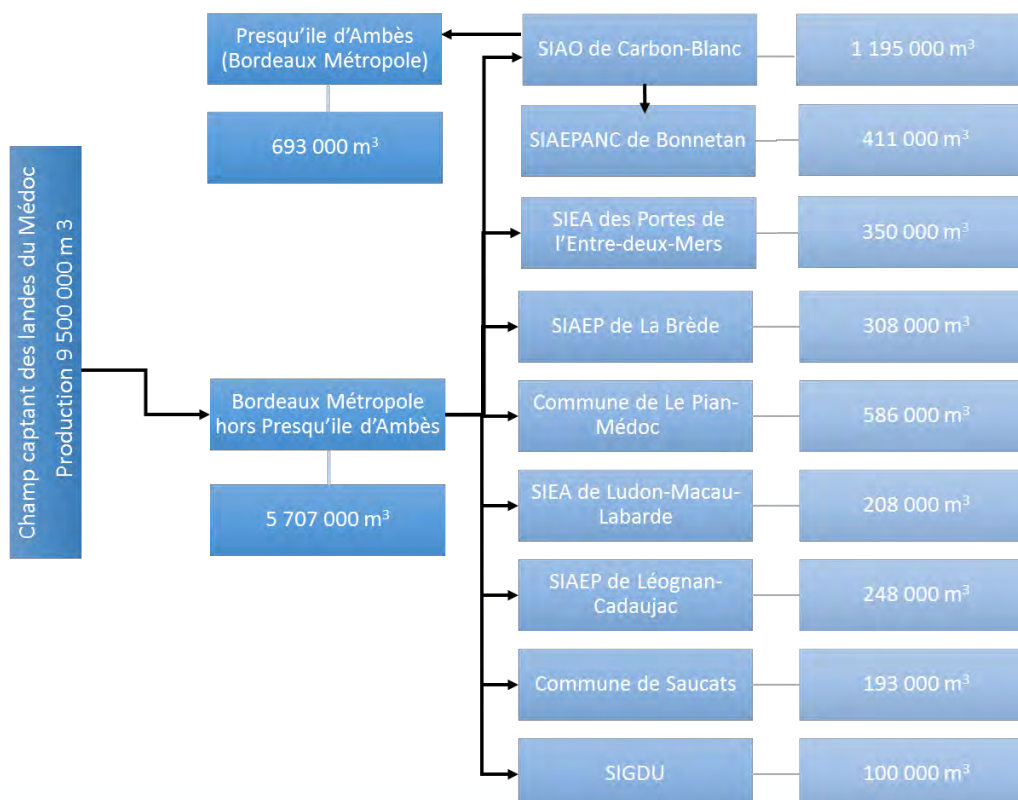 Champ captant des landes du Médoc
Production 9 500 000 m 3
Presqu'ile d'Ambès
(Bordeaux Métropole)
693 000 m³
Bordeaux Métropole
hors Presqu'ile d'Ambès
5 707 000 m³
SIAO de Carbon-Blanc
1 195 000 m³
SIAEPANC de Bonnetan
411 000 m³
SIEA des Portes de
l'Entre-deux-Mers
350 000 m³
SIAEP de La Brède
308 000 m³
Commune de Le Pian-
Médoc
586 000 m³
SIEA de Ludon-Macau-
Labarde
208 000 m³
SIAEP de Léognan-
Cadaujac
248 000 m³
Commune de Saucats
193 000 m³
SIGDU
100 000 m³